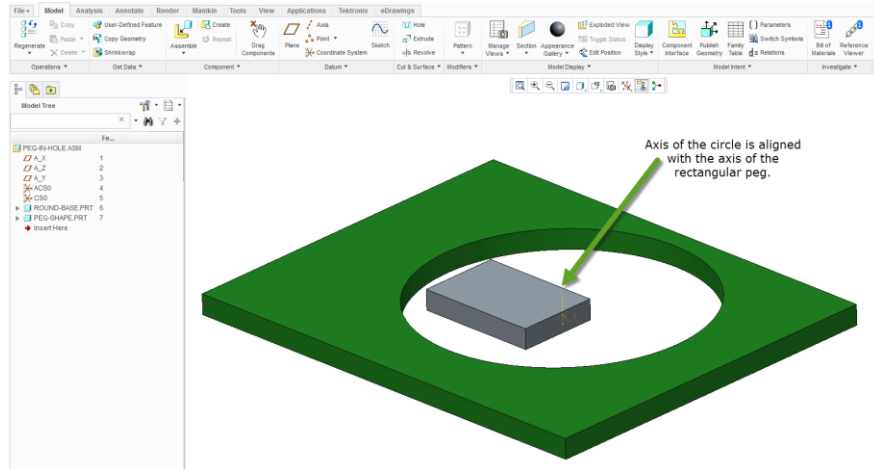 File Model Analysis Annotate Render Manikin Tools View Applications Tektronix eDrawings
Regenerate
Copy
Paste
Delete
Operations
User-Defined Feature
Copy Geometry
Shrinkwrap
Get Data
Assemble
Create
Repeat
Drag
Components
Component
Plane
Axis
Point
Coordinate System
Sketch
Datum
Hole
Extrude
Revolve
Cut & Surface
Pattern
Modifiers
Manage
Views
Section
Appearance
Gallery
Exploded View
Toggle Status
Edit Position
Display
Style
Model Display
Component
Interface
Publish
Geometry
Family
Table
Parameters
Switch Symbols
d= Relations
Model Intent
Bill of
Materials
Reference
Viewer
Investigate
Model Tree
Fe...
PEG-IN-HOLE.ASM
A_X 1
A_Z 2
A_Y 3
ACS0 4
CS0 5
ROUND-BASE.PRT 6
PEG-SHAPE.PRT 7
Insert Here
Axis of the circle is aligned
with the axis of the
rectangular peg.